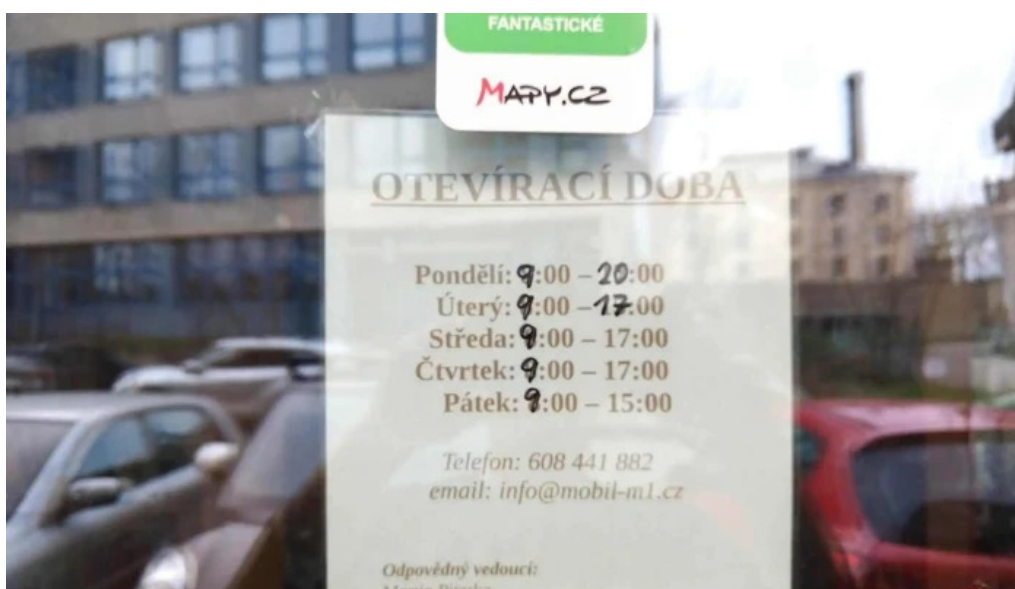 FANTASTICKÉ
MAPY.CZ
OTEVÍRACÍ DOBA
Pondělí: 9:00 – 20:00
Úterý: 9:00 – 17:00
Středa: 9:00 – 17:00
Čtvrtek: 9:00 – 17:00
Pátek: 9:00 – 15:00
Telefon: 608 441 882
email: info@mobil-m1.cz
Odpovědný vedoucí: